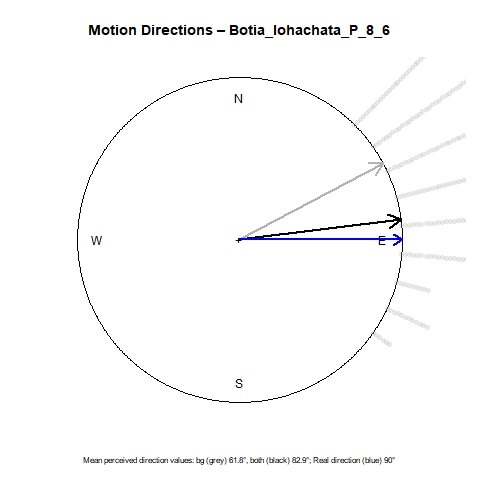 Motion Directions – Botia_lohachata_P_8_6
N
W
E
S
Mean perceived direction values: bg (grey) 61.8°, both (black) 82.9°; Real direction (blue) 90°